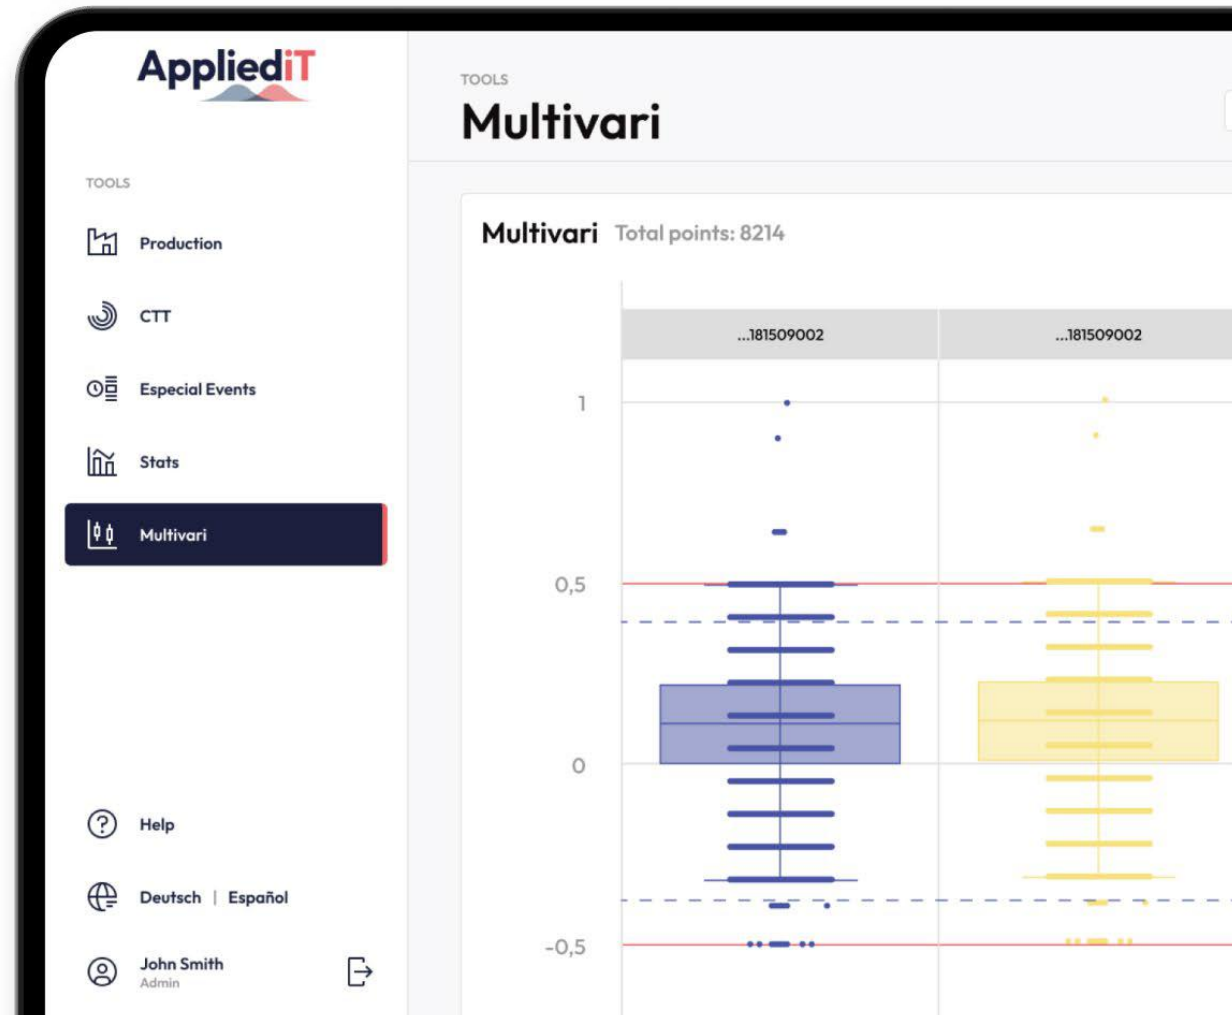 AppliediT
TOOLS
Production
CTT
Especial Events
Stats
Multivari
Help
Deutsch | Español
John Smith
Admin
TOOLS
Multivari
Multivari Total points: 8214
...181509002 ...181509002
1
0,5
0
-0,5